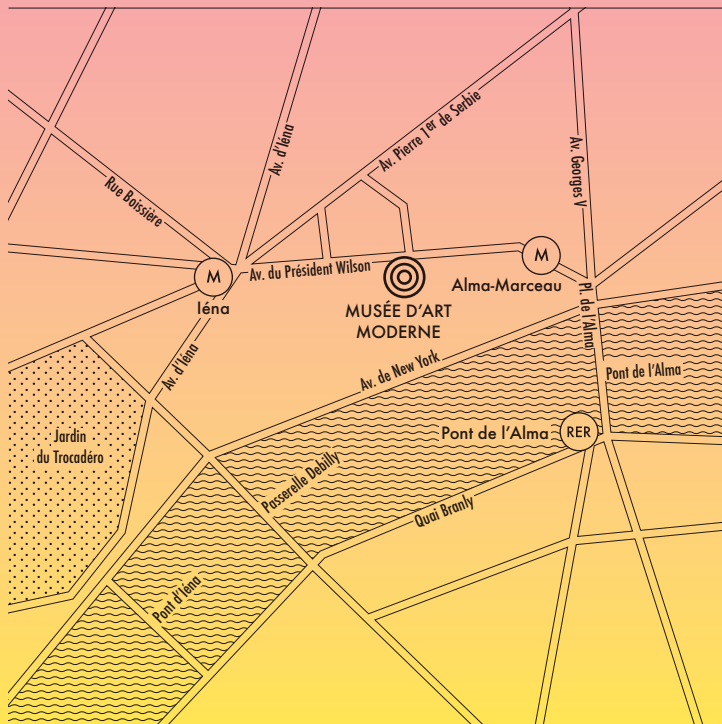 Av. Pierre 1er de Serbie
Av. d'Iéna
Av. Georges V
Rue Boissière
M
M
Av. du Président Wilson
Alma-Marceau
Iéna
MUSÉE D'ART
MODERNE
Pl. de l'Alma
Av. d'Iéna
Av. de New York
Pont de l'Alma
Jardin
du Trocadéro
Pont de l'Alma
RER
Passerelle Debilly
Quai Branly
Pont d'Iéna